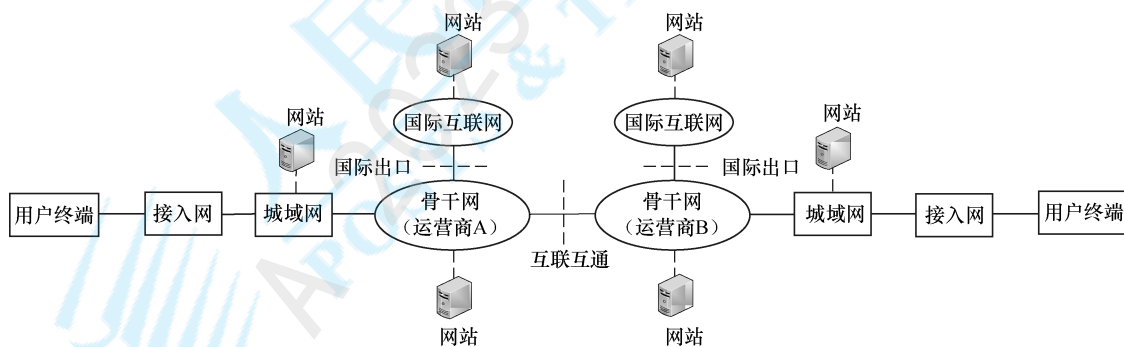 网站
网站
网站
国际互联网
国际互联网
网站
国际出口
国际出口
用户终端
接入网
城域网
骨干网
（运营商A）
骨干网
（运营商B）
城域网
接入网
用户终端
互联互通
网站
网站